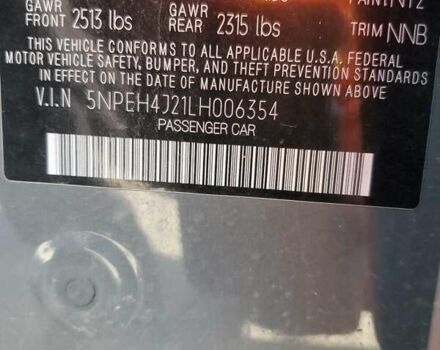 GAWR GAWR
FRONT 2513 lbs REAR 2315 lbs TRIM NNB
THIS VEHICLE CONFORMS TO ALL APPLICABLE U.S.A. FEDERAL
MOTOR VEHICLE SAFETY, BUMPER, AND THEFT PREVENTION STANDARDS
IN EFFECT ON THE DATE OF MANUFACTURE SHOWN ABOVE.
V.I.N 5NPEH4J21LH006354
PASSENGER CAR